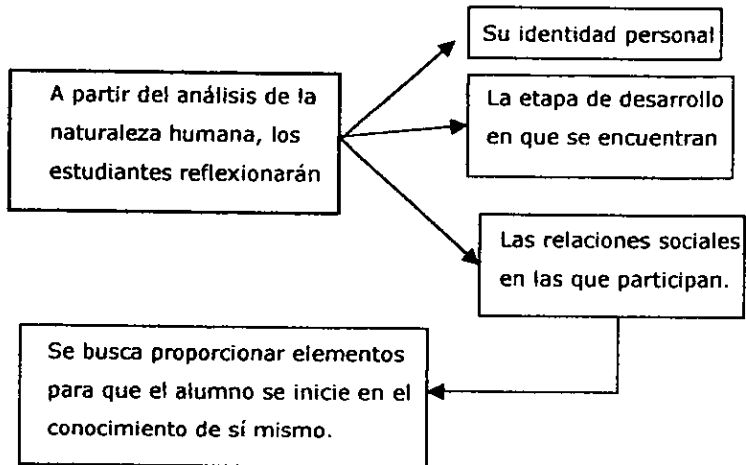 A partir del análisis de la
naturaleza humana, los
estudiantes reflexionarán
Su identidad personal
La etapa de desarrollo
en que se encuentran
Las relaciones sociales
en las que participan.
Se busca proporcionar elementos
para que el alumno se inicie en el
conocimiento de sí mismo.